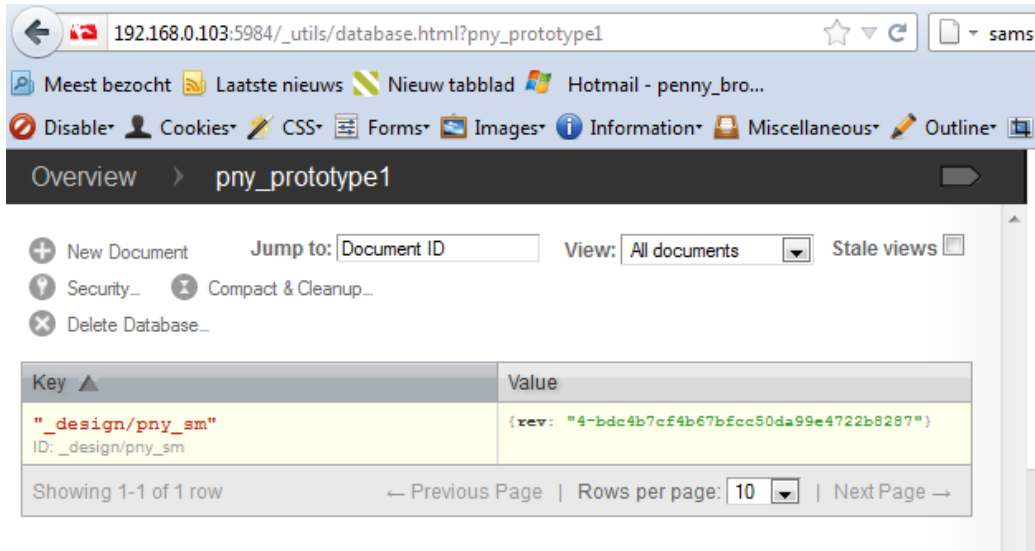 192.168.0.103:5984/_utils/database.html?pny_prototype1 sams
Meest bezocht Laatste nieuws Nieuw tabblad Hotmail - penny_bro...
Disable Cookies CSS Forms Images Information Miscellaneous Outline
Overview pny_prototype1
New Document Jump to: Document ID View: All documents Stale views
Security... Compact & Cleanup...
Delete Database...
Key Value
"_design/pny_sm" {rev: "4-bdc4b7cf4b67bfcc50da99e4722b8287"}
ID: _design/pny_sm
Showing 1-1 of 1 row ← Previous Page | Rows per page: 10 | Next Page →